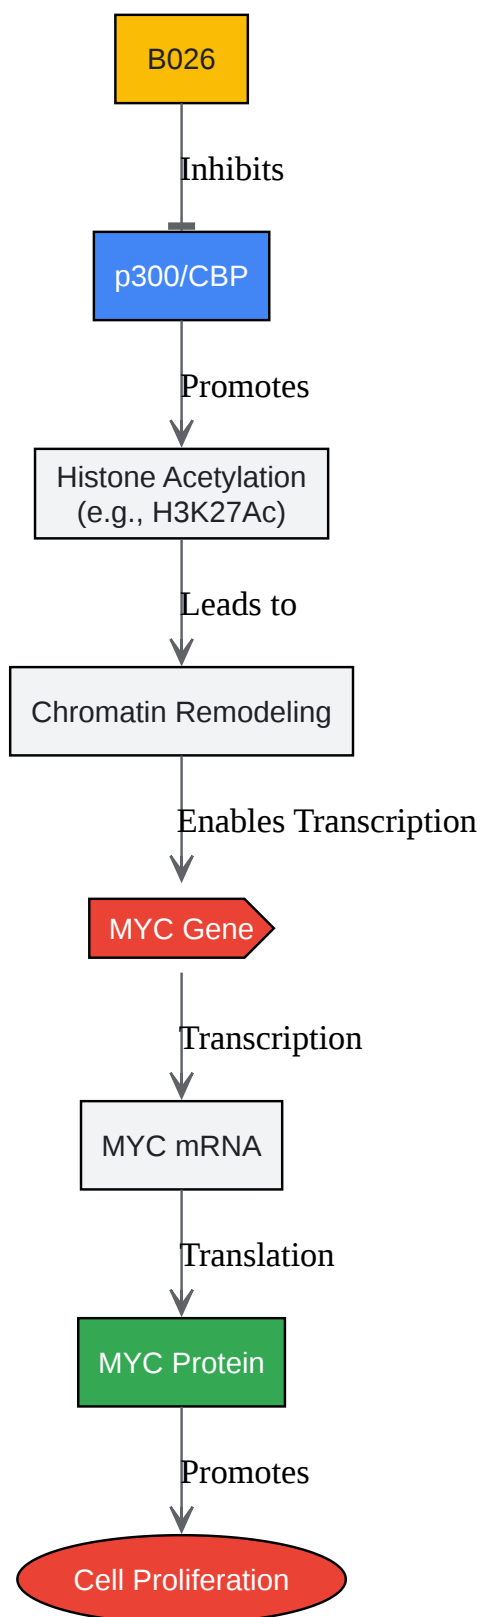 B026
Inhibits
p300/CBP
Promotes
Histone Acetylation
(e.g., H3K27Ac)
Leads to
Chromatin Remodeling
Enables Transcription
MYC Gene
Transcription
MYC mRNA
Translation
MYC Protein
Promotes
Cell Proliferation